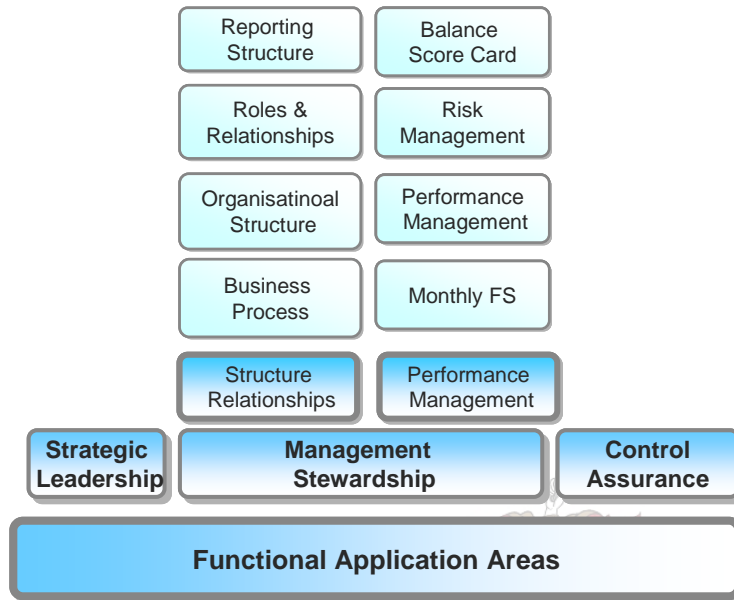 Reporting
Structure
Balance
Score Card
Roles &
Relationships
Risk
Management
Organisatinoal
Structure
Performance
Management
Business
Process
Monthly FS
Structure
Relationships
Performance
Management
Strategic
Leadership
Management
Stewardship
Control
Assurance
Functional Application Areas